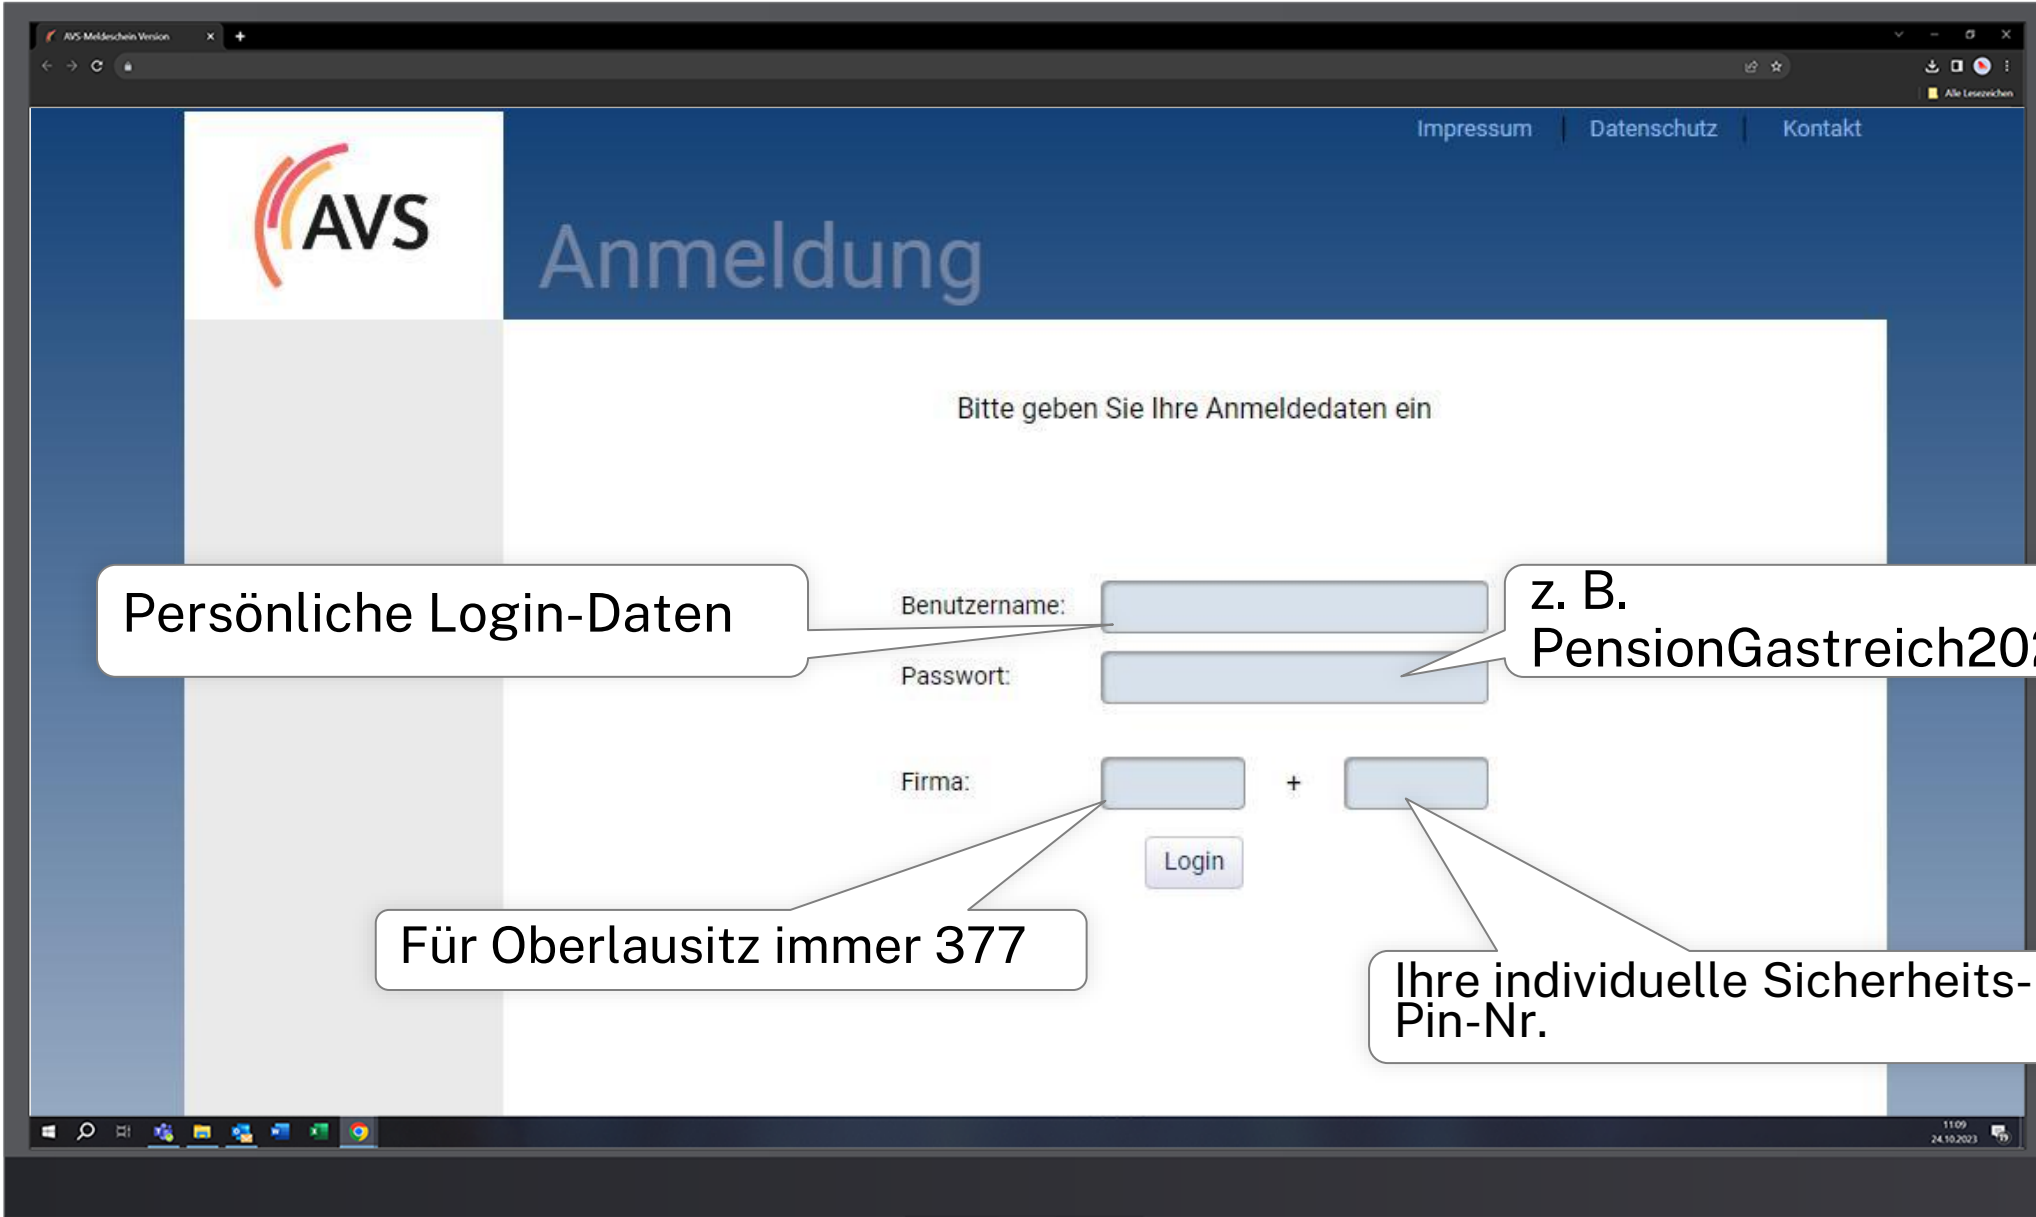 AVS-Meldeschein Version
Alle Lesezeichen
Impressum | Datenschutz | Kontakt
AVS
Anmeldung
Bitte geben Sie Ihre Anmeldedaten ein
Persönliche Login-Daten
Benutzername:
z. B.
PensionGastreich202
Passwort:
Firma:
+
Login
Für Oberlausitz immer 377
Ihre individuelle Sicherheits-
Pin-Nr.
11:09
24.10.2023